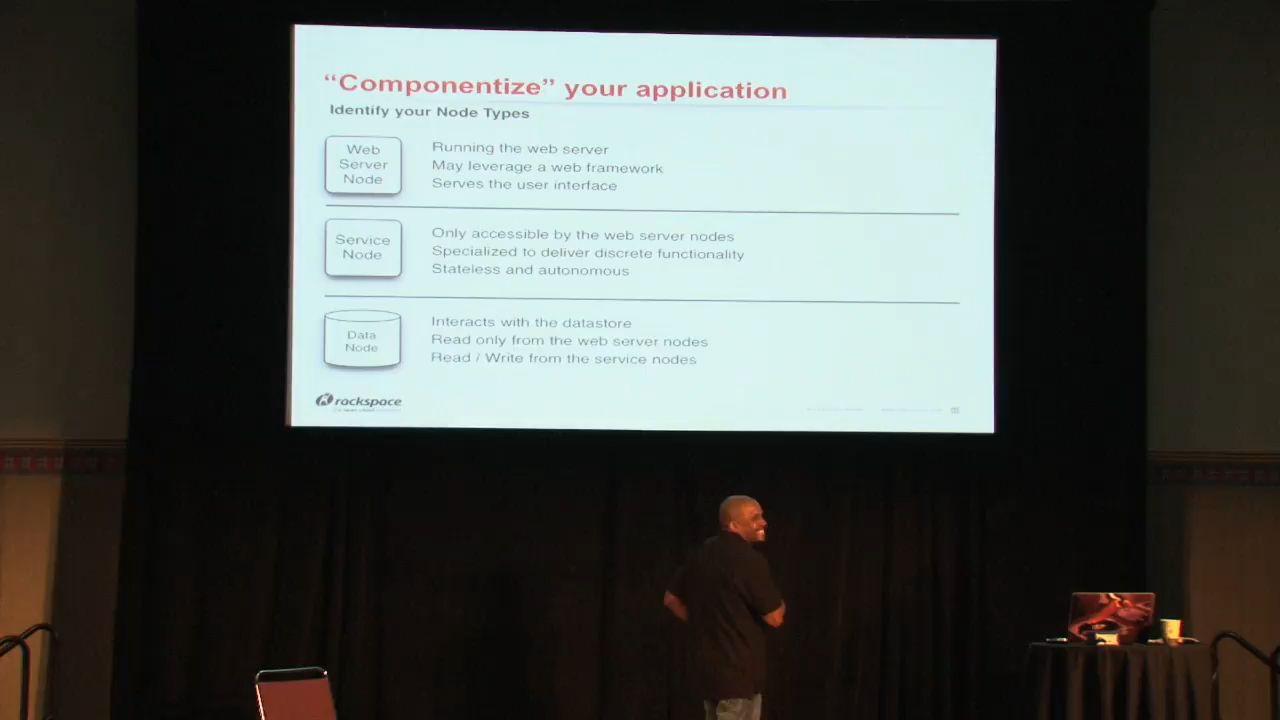 “Componentize” your application
Identify your Node Types
Web
Server
Node
Running the web server
May leverage a web framework
Serves the user interface
Service
Node
Only accessible by the web server nodes
Specialized to deliver discrete functionality
Stateless and autonomous
Data
Node
Interacts with the datastore
Read only from the web server nodes
Read / Write from the service nodes
rackspace